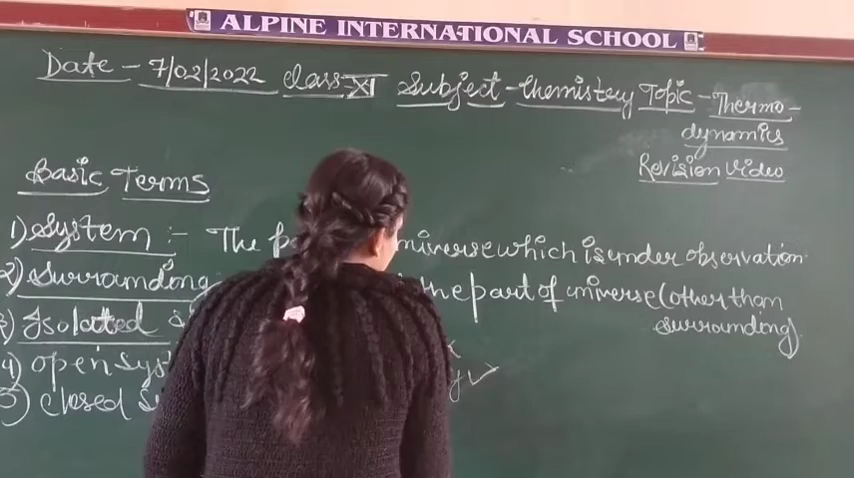 ALPINE INTERNATIONAL SCHOOL
Date - 7/02/2022 Class-XI Subject-Chemistry Topic - Thermo-
dynamics
Revision Video
Basic Terms
1) System :- The universe which is under observation.
2) Surrounding the part of universe (other than
surrounding)
3) Isolated
4) open sys
5) closed